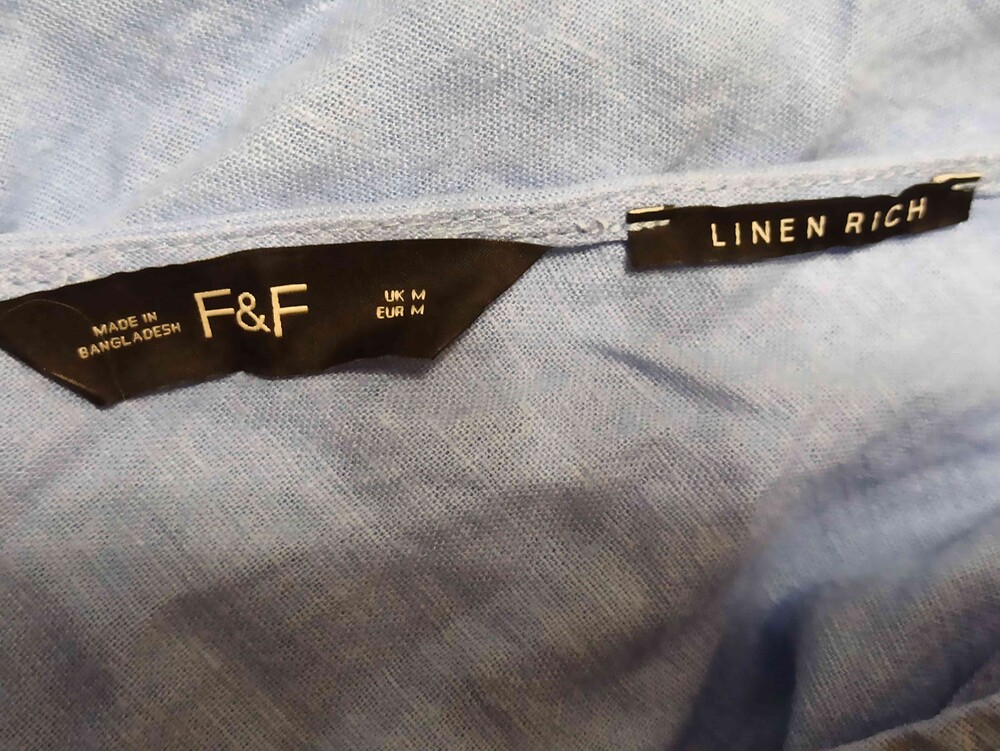 MADE IN
BANGLADESH
F&F
UK M
EUR M
LINEN RICH